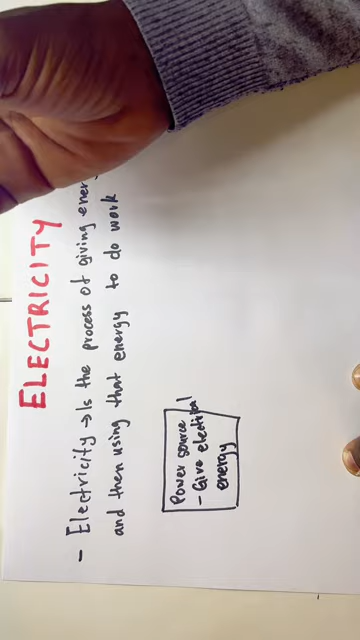 ELECTRICITY
- Electricity → Is the process of giving ener
and then using that energy to do work
Power source
- Give electrical
energy